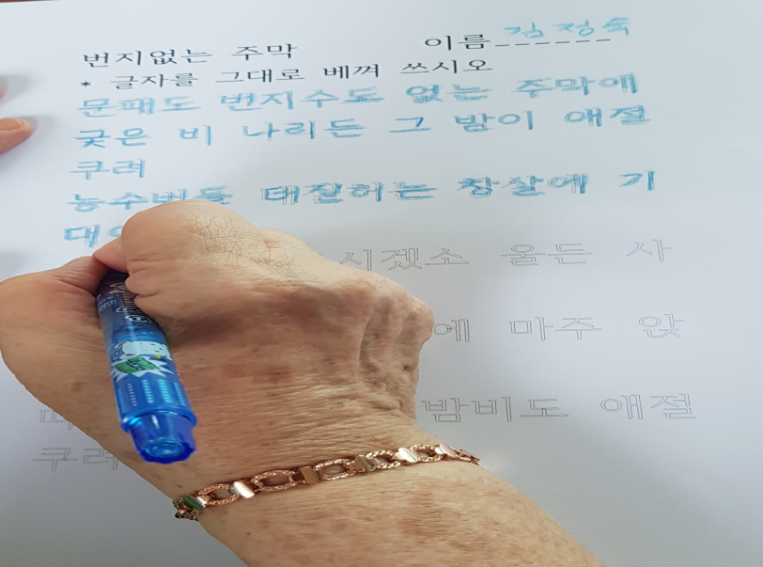 번지없는 주막 이름 김정숙
* 글자를 그대로 베껴 쓰시오
문패도 번지수도 없는 주막에
궂은 비 나리든 그 밤이 애절
쿠려
능수버들 태질하는 창살에 기
대어
시겠소 울든 사
에 마주 앉
밤비도 애절
쿠려